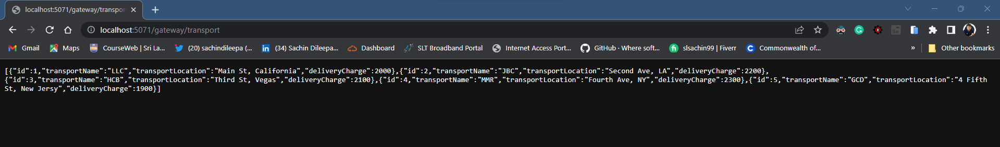 localhost:5071/gateway/transpor
localhost:5071/gateway/transport
Gmail Maps CourseWeb | Sri La... (20) sachindileepa (... (34) Sachin Dileepa... Dashboard SLT Broadband Portal Internet Access Port... GitHub · Where soft... slsachin99 | Fiverr Commonwealth of... » Other bookmarks
[{"id":1,"transportName":"LLC","transportLocation":"Main St, California","deliveryCharge":2000},{"id":2,"transportName":"JBC","transportLocation":"Second Ave, LA","deliveryCharge":2200},
{"id":3,"transportName":"HCB","transportLocation":"Third St, Vegas","deliveryCharge":2100},{"id":4,"transportName":"MMR","transportLocation":"Fourth Ave, NY","deliveryCharge":2300},{"id":5,"transportName":"GCD","transportLocation":"4 Fifth
St, New Jersy","deliveryCharge":1900}]